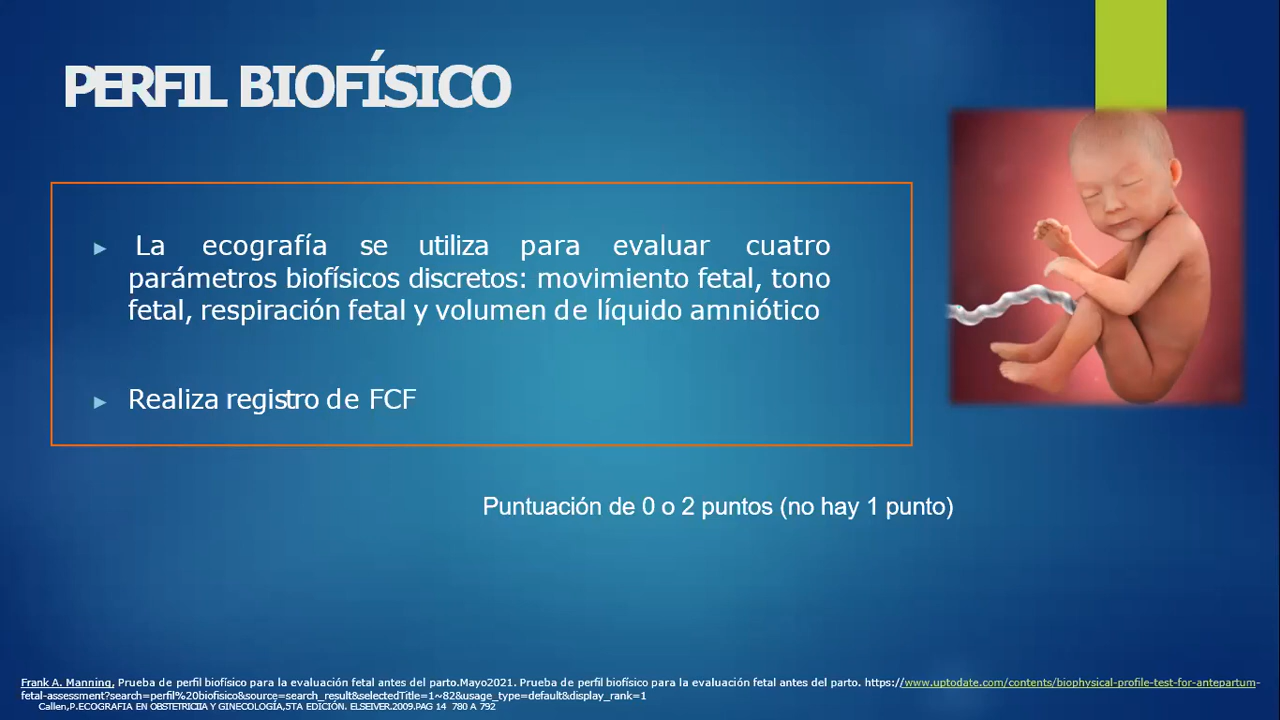 PERFIL BIOFÍSICO
La ecografía se utiliza para evaluar cuatro
parámetros biofísicos discretos: movimiento fetal, tono
fetal, respiración fetal y volumen de líquido amniótico
Realiza registro de FCF
Puntuación de 0 o 2 puntos (no hay 1 punto)
Frank A. Manning, Prueba de perfil biofísico para la evaluación fetal antes del parto.Mayo2021. Prueba de perfil biofísico para la evaluación fetal antes del parto. https://www.uptodate.com/contents/biophysical-profile-test-for-antepartum-
fetal-assessment?search=perfil%20biofisico&source=search_result&selectedTitle=1~82&usage_type=default&display_rank=1
Callen,P.ECOGRAFIA EN OBSTETRICIIA Y GINECOLOGÍA,5TA EDICIÓN. ELSEIVER.2009.PAG 14 780 A 792